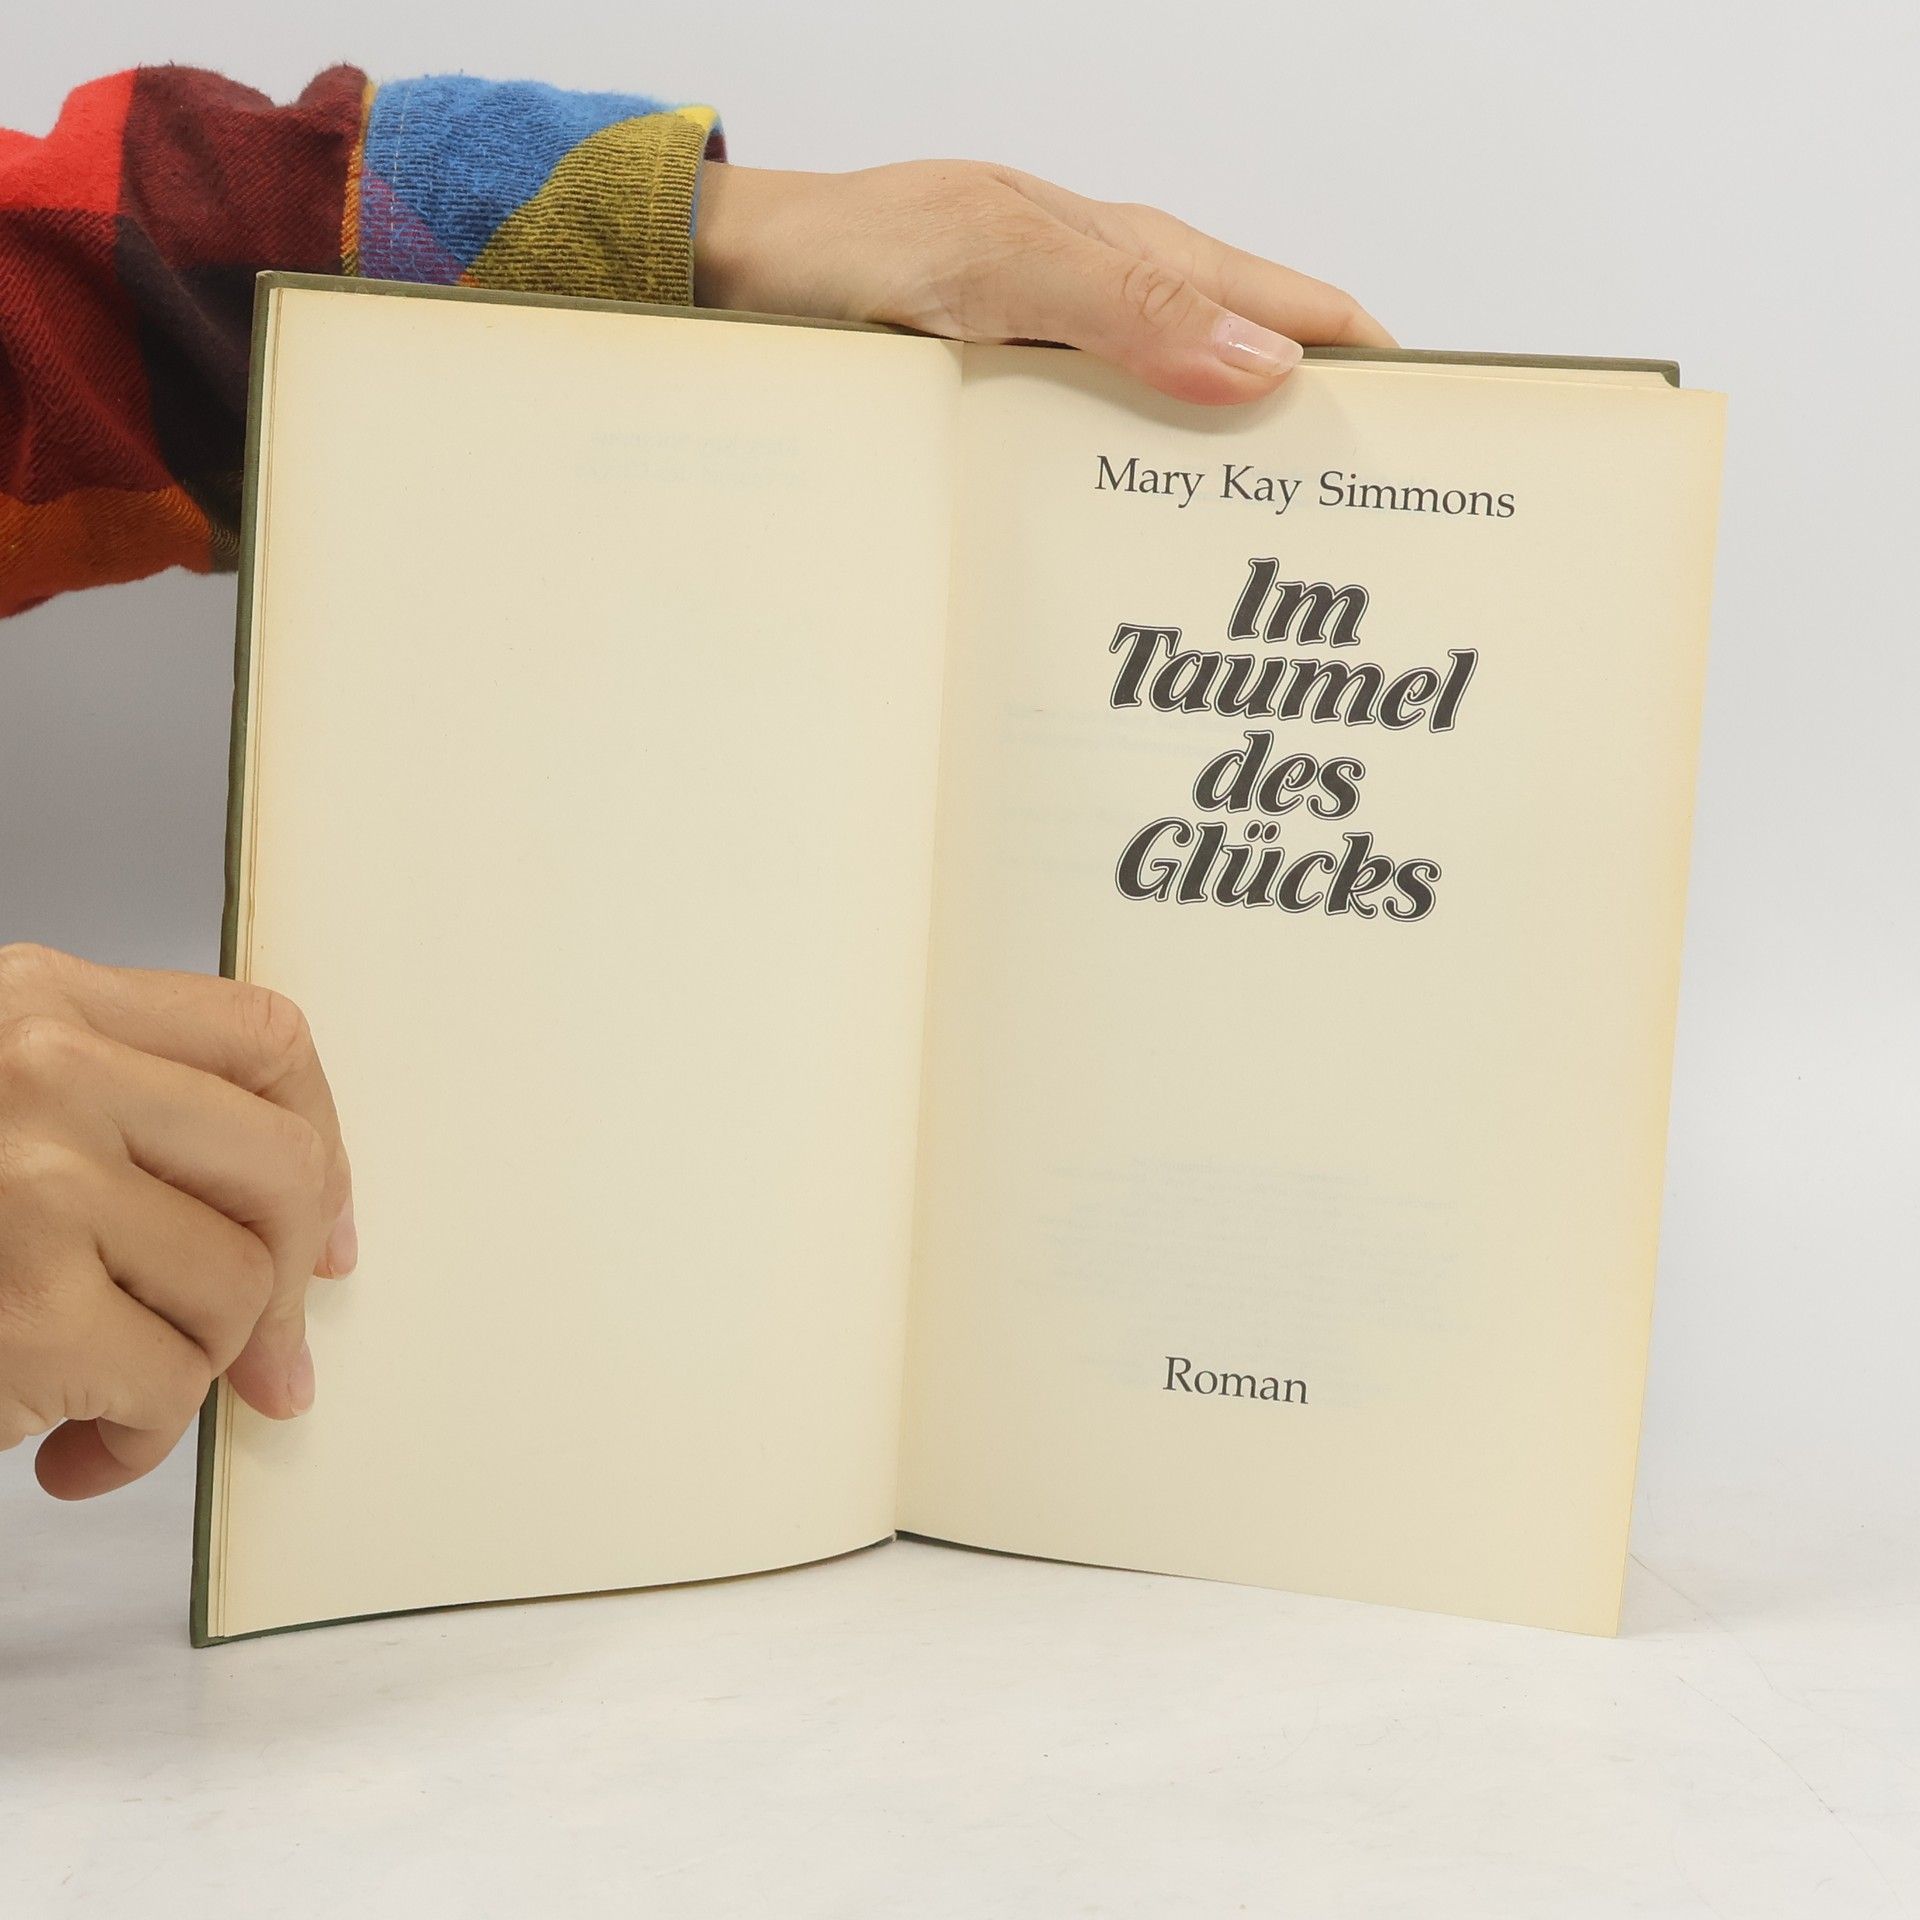 Mary Kay Simmons
Im
Taumel
des
Glücks
Roman